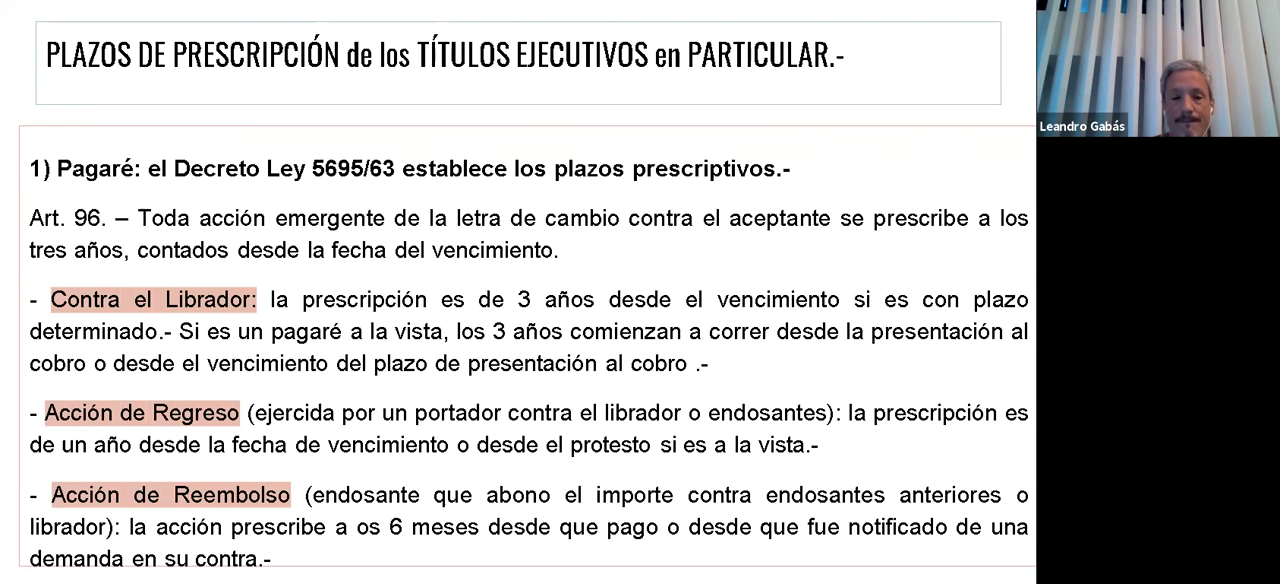 PLAZOS DE PRESCRIPCIÓN de los TÍTULOS EJECUTIVOS en PARTICULAR.-
1) Pagaré: el Decreto Ley 5695/63 establece los plazos prescriptivos.-
Art. 96. – Toda acción emergente de la letra de cambio contra el aceptante se prescribe a los
tres años, contados desde la fecha del vencimiento.
- Contra el Librador: la prescripción es de 3 años desde el vencimiento si es con plazo
determinado.- Si es un pagaré a la vista, los 3 años comienzan a correr desde la presentación al
cobro o desde el vencimiento del plazo de presentación al cobro .-
- Acción de Regreso (ejercida por un portador contra el librador o endosantes): la prescripción es
de un año desde la fecha de vencimiento o desde el protesto si es a la vista.-
- Acción de Reembolso (endosante que abono el importe contra endosantes anteriores o
librador): la acción prescribe a os 6 meses desde que pago o desde que fue notificado de una
demanda en su contra.-
Leandro Gabás